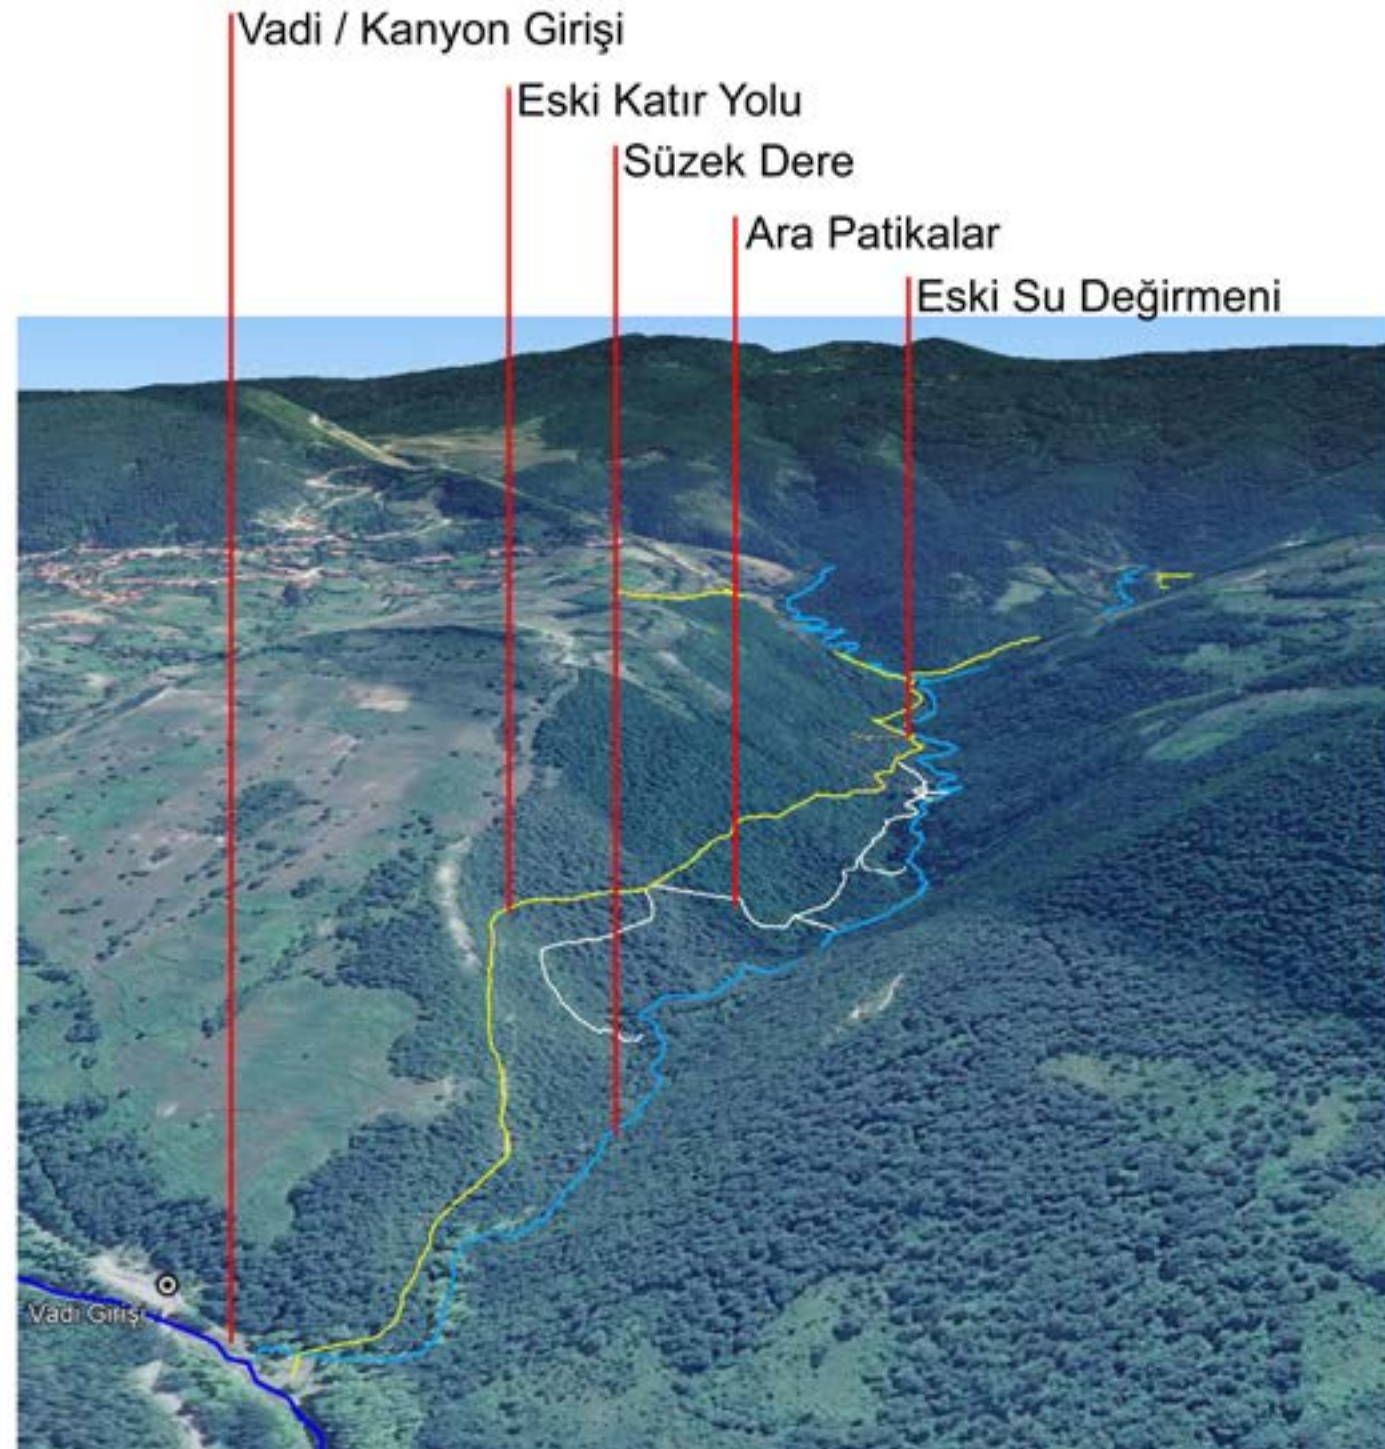 Vadi / Kanyon Girişi
Eski Katır Yolu
Süzek Dere
Ara Patikalar
Eski Su Değirmeni
Vadi Girişi